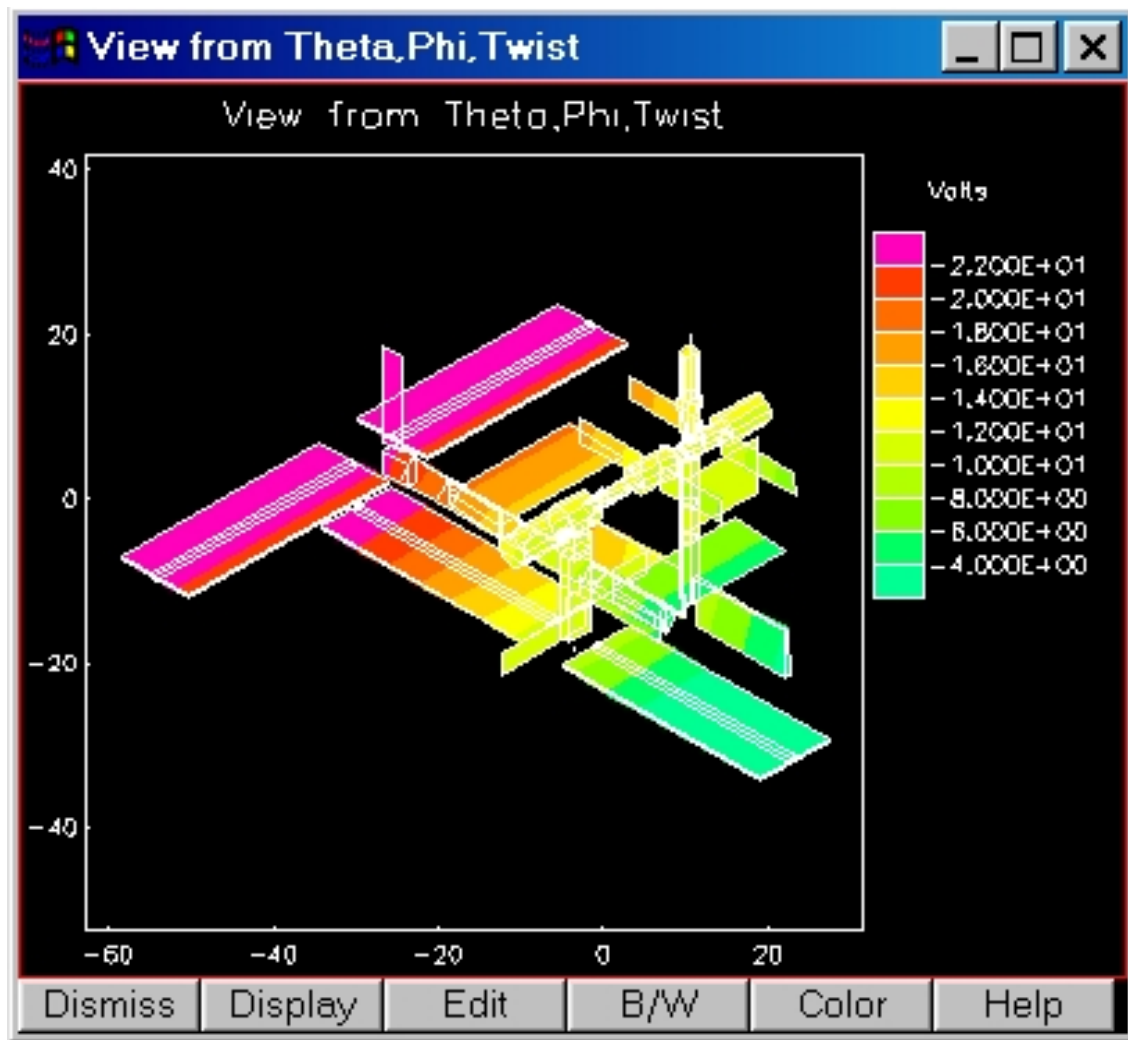 View from Theta,Phi,Twist
View from Theta,Phi,Twist
Volts
40
20
0
-20
-40
-60
-40
-20
0
20
-2.200E+01
-2.000E+01
-1.800E+01
-1.600E+01
-1.400E+01
-1.200E+01
-1.000E+01
-8.000E+00
-6.000E+00
-4.000E+00
Dismiss
Display
Edit
B/W
Color
Help